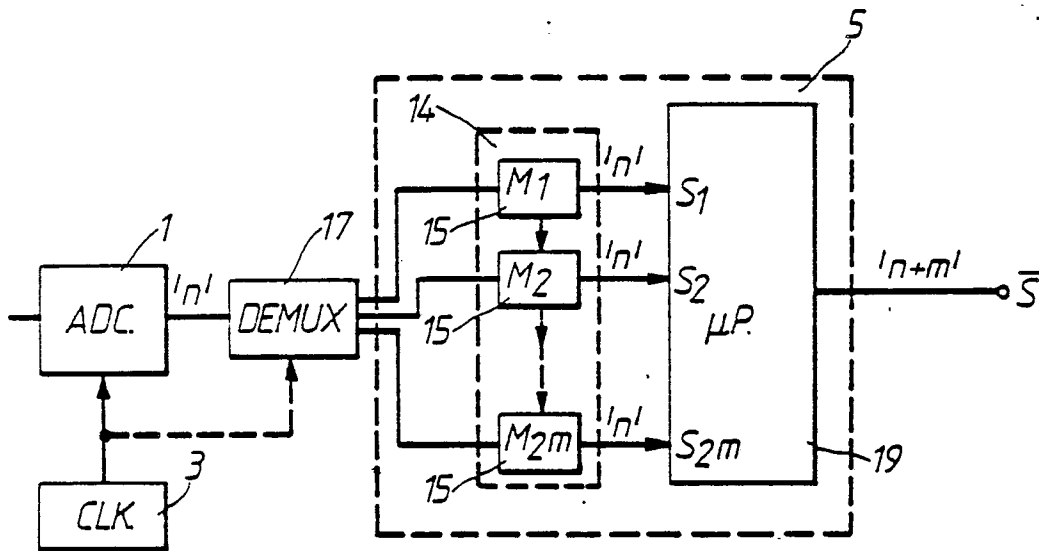 19
5
14
M1
'n'
S1
15
1
17
'n'
ADC.
DEMUX
M2
'n'
S2
15
μP.
'n+m'
S̅
M2m
'n'
S2m
15
19
3
CLK.